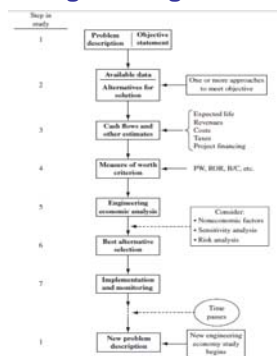 Step in
study
1
Problem
description
Objective
statement
2
Available data
Alternatives for
solution
One or more approaches
to meet objective
3
Cash flows and
other estimates
Expected life
Revenues
Costs
Taxes
Project financing
4
Measure of worth
criterion
PW, ROR, B/C, etc.
5
Engineering
economic analysis
Consider:
• Noneconomic factors
• Sensitivity analysis
• Risk analysis
6
Best alternative
selection
7
Implementation
and monitoring
Time
passes
1
New problem
description
New engineering
economy study
begins